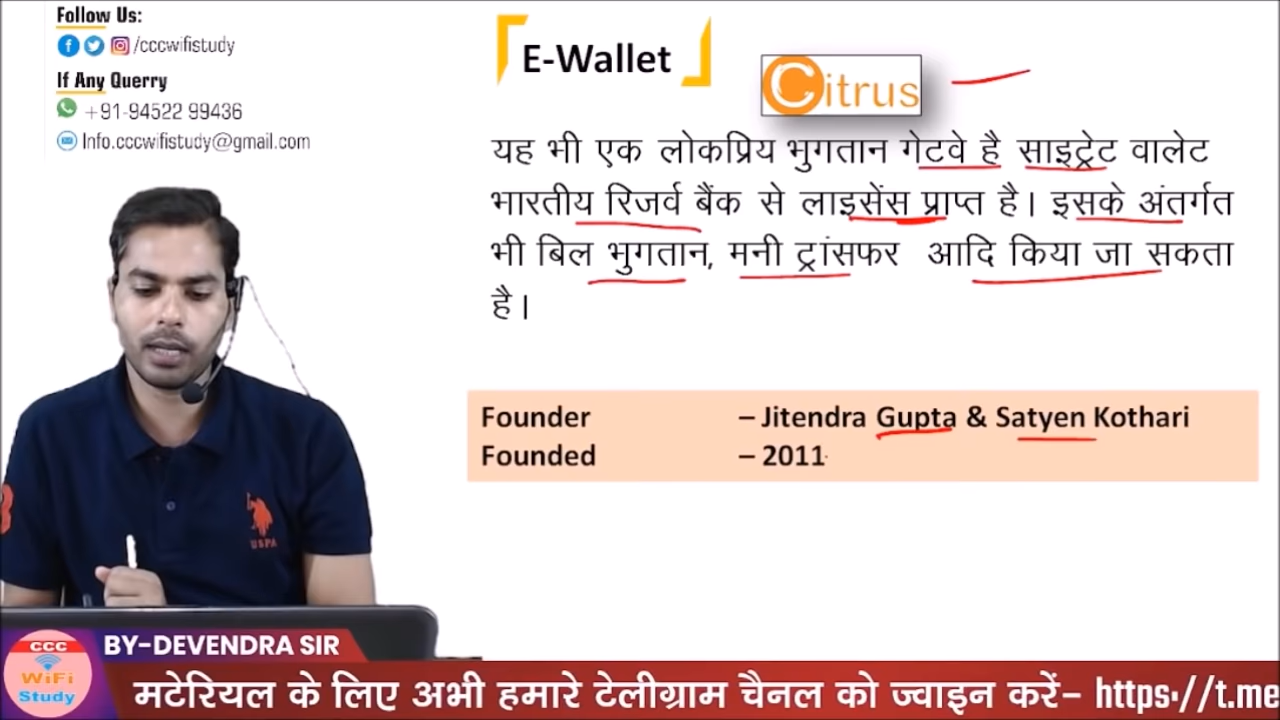 Follow Us:
/cccwifistudy
If Any Querry
+91-94522 99436
Info.cccwifistudy@gmail.com
E-Wallet
Citrus
यह भी एक लोकप्रिय भुगतान गेटवे है साइट्रेट वालेट
भारतीय रिजर्व बैंक से लाइसेंस प्राप्त है। इसके अंतर्गत
भी बिल भुगतान, मनी ट्रांसफर आदि किया जा सकता
है।
Founder – Jitendra Gupta & Satyen Kothari
Founded – 2011
USPA
BY-DEVENDRA SIR
CCC
WiFi
Study
मटेरियल के लिए अभी हमारे टेलीग्राम चैनल को ज्वाइन करें- https://t.me